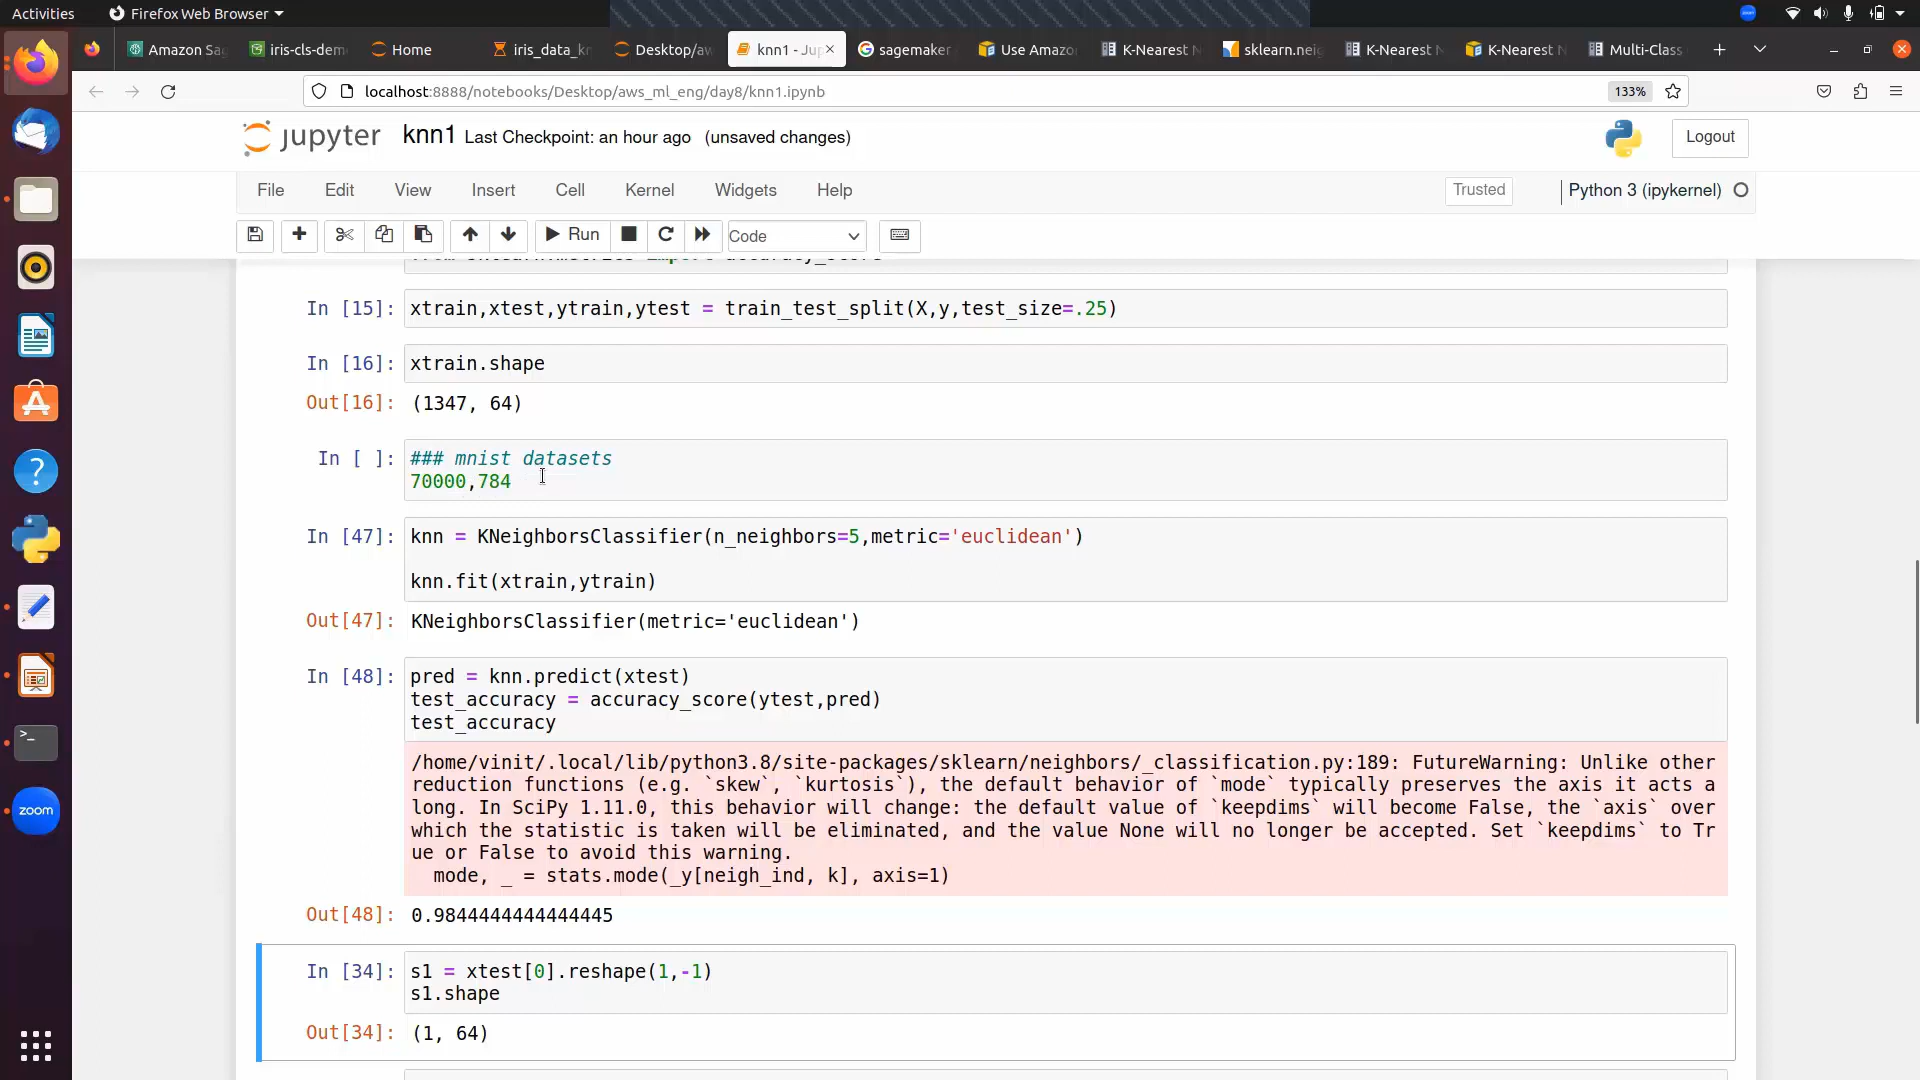 Activities
Firefox Web Browser
Amazon Sag
iris-cls-dem
Home
iris_data_kn
Desktop/aw
knn1 - Jup
sagemaker
Use Amazo
K-Nearest N
sklearn.nei
K-Nearest N
K-Nearest N
Multi-Class
localhost:8888/notebooks/Desktop/aws_ml_eng/day8/knn1.ipynb
133%
jupyter knn1 Last Checkpoint: an hour ago (unsaved changes)
Logout
File Edit View Insert Cell Kernel Widgets Help
Trusted
Python 3 (ipykernel)
Run
Code
In [15]: xtrain,xtest,ytrain,ytest = train_test_split(X,y,test_size=.25)
In [16]: xtrain.shape
Out[16]: (1347, 64)
In [ ]: ### mnist datasets
70000,784
In [47]: knn = KNeighborsClassifier(n_neighbors=5,metric='euclidean')
knn.fit(xtrain,ytrain)
Out[47]: KNeighborsClassifier(metric='euclidean')
In [48]: pred = knn.predict(xtest)
test_accuracy = accuracy_score(ytest,pred)
test_accuracy
/home/vinit/.local/lib/python3.8/site-packages/sklearn/neighbors/_classification.py:189: FutureWarning: Unlike other
reduction functions (e.g. `skew`, `kurtosis`), the default behavior of `mode` typically preserves the axis it acts a
long. In SciPy 1.11.0, this behavior will change: the default value of `keepdims` will become False, the `axis` over
which the statistic is taken will be eliminated, and the value None will no longer be accepted. Set `keepdims` to Tr
ue or False to avoid this warning.
mode, _ = stats.mode(_y[neigh_ind, k], axis=1)
Out[48]: 0.9844444444444445
In [34]: s1 = xtest[0].reshape(1,-1)
s1.shape
Out[34]: (1, 64)
zoom